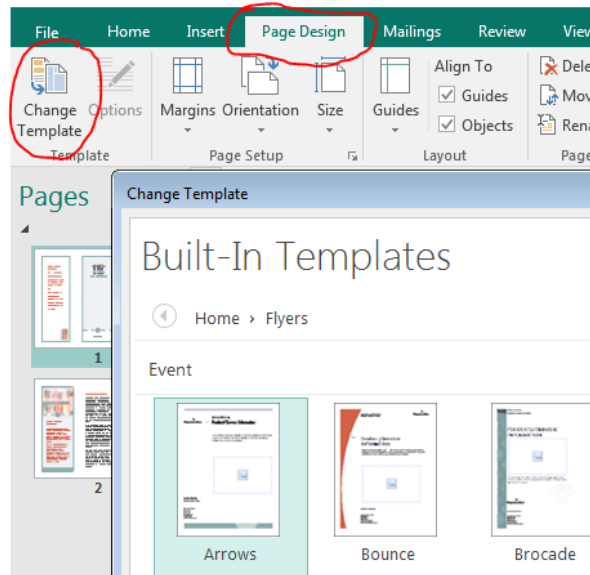 File Home Insert Page Design Mailings Review View
Change Template
Options
Margins Orientation Size
Guides
Align To
Guides
Objects
Template Page Setup Layout Page
Pages
Change Template
Built-In Templates
Home › Flyers
Event
1
2
Arrows Bounce Brocade